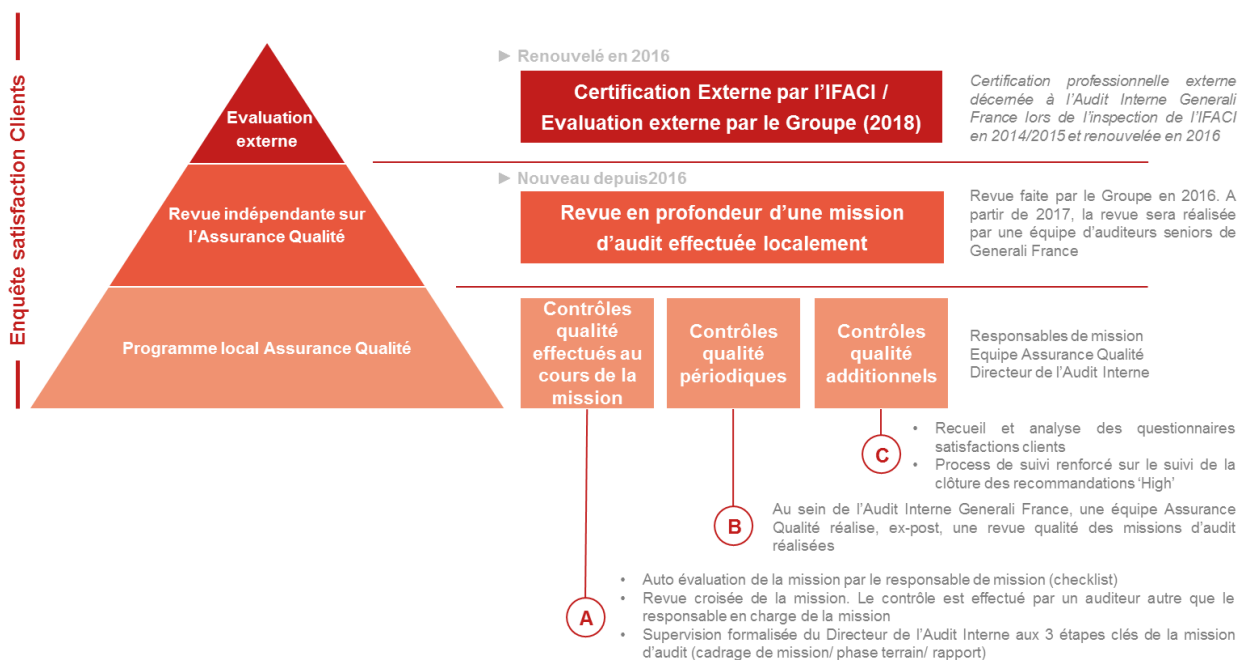 Enquête satisfaction Clients
Evaluation
externe
Revue indépendante sur
l'Assurance Qualité
Programme local Assurance Qualité
► Renouvelé en 2016
Certification Externe par l'IFACI /
Evaluation externe par le Groupe (2018)
Certification professionnelle externe
décernée à l'Audit Interne Generali
France lors de l'inspection de l'IFACI
en 2014/2015 et renouvelée en 2016
► Nouveau depuis2016
Revue en profondeur d'une mission
d'audit effectuée localement
Revue faite par le Groupe en 2016. A
partir de 2017, la revue sera réalisée
par une équipe d'auditeurs seniors de
Generali France
Contrôles
qualité
effectués au
cours de la
mission
Contrôles
qualité
périodiques
Contrôles
qualité
additionnels
Responsables de mission
Equipe Assurance Qualité
Directeur de l'Audit Interne
C
• Recueil et analyse des questionnaires
satisfactions clients
• Process de suivi renforcé sur le suivi de la
clôture des recommandations 'High'
B
Au sein de l'Audit Interne Generali France, une équipe Assurance
Qualité réalise, ex-post, une revue qualité des missions d'audit
réalisées
A
• Auto évaluation de la mission par le responsable de mission (checklist)
• Revue croisée de la mission. Le contrôle est effectué par un auditeur autre que le
responsable en charge de la mission
• Supervision formalisée du Directeur de l'Audit Interne aux 3 étapes clés de la mission
d'audit (cadrage de mission/ phase terrain/ rapport)